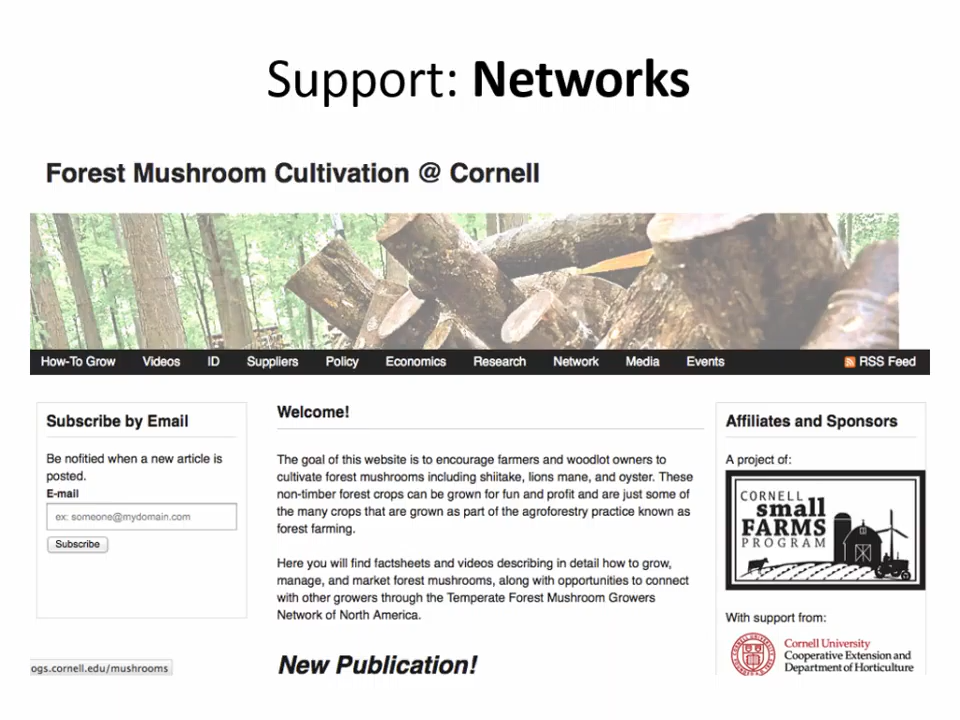 Support: Networks
Forest Mushroom Cultivation @ Cornell
How-To Grow Videos ID Suppliers Policy Economics Research Network Media Events RSS Feed
Subscribe by Email
Be nofitied when a new article is
posted.
E-mail
ex: someone@mydomain.com
Subscribe
Welcome!
The goal of this website is to encourage farmers and woodlot owners to
cultivate forest mushrooms including shiitake, lions mane, and oyster. These
non-timber forest crops can be grown for fun and profit and are just some of
the many crops that are grown as part of the agroforestry practice known as
forest farming.
Here you will find factsheets and videos describing in detail how to grow,
manage, and market forest mushrooms, along with opportunities to connect
with other growers through the Temperate Forest Mushroom Growers
Network of North America.
New Publication!
Affiliates and Sponsors
A project of:
CORNELL
small
FARMS
PROGRAM
With support from:
Cornell University
Cooperative Extension and
Department of Horticulture
ogs.cornell.edu/mushrooms